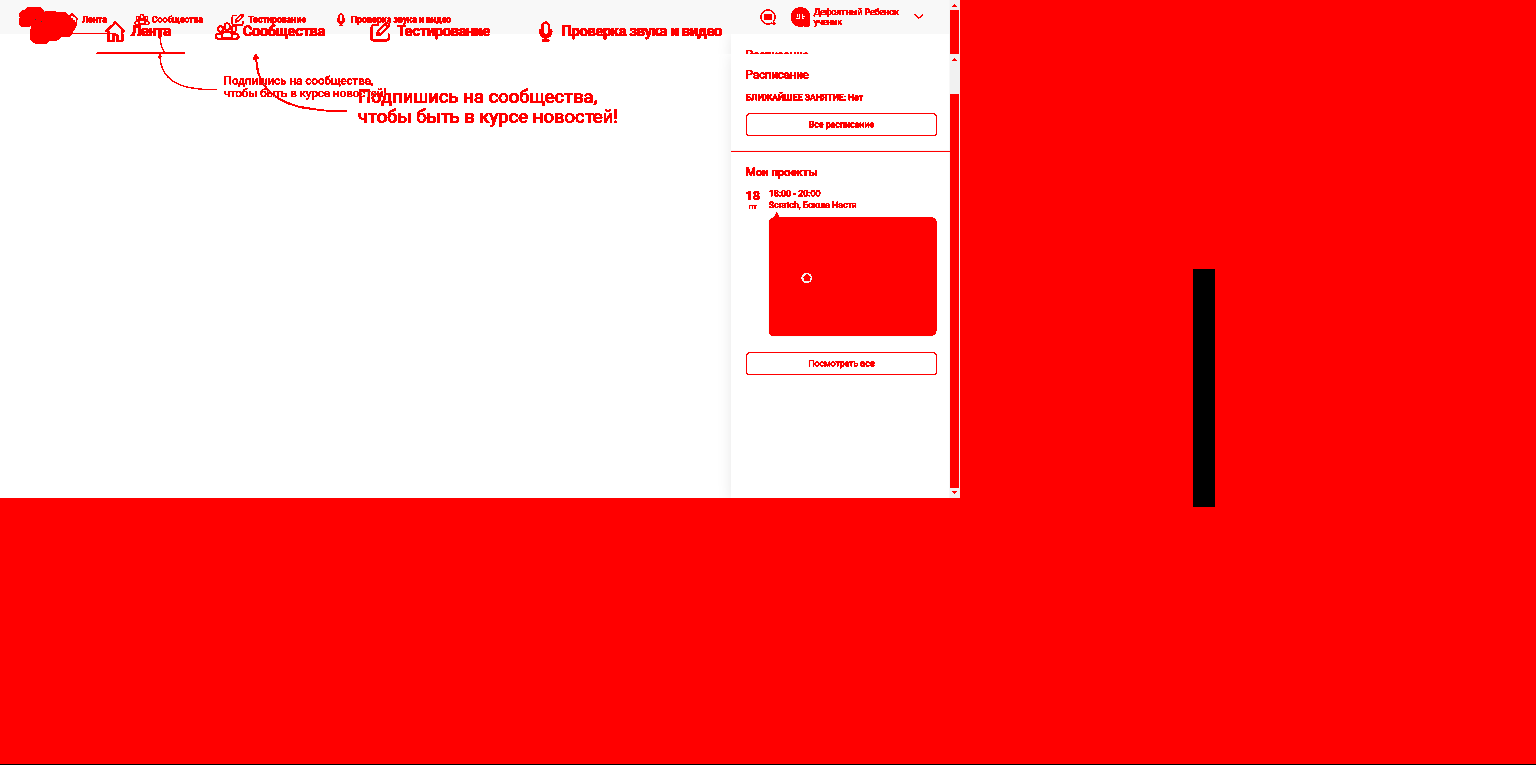 Лента
Сообщества
Тестирование
Проверка звука и видео
Дефолтный Ребенок
ученик
Лента
Сообщества
Тестирование
Проверка звука и видео
Подпишись на сообщества,
чтобы быть в курсе новостей!
Подпишись на сообщества,
чтобы быть в курсе новостей!
Расписание
БЛИЖАЙШЕЕ ЗАНЯТИЕ: Нет
Все расписание
Мои проекты
18
пт
18:00 - 20:00
Scratch, Бокша Настя
Посмотреть все